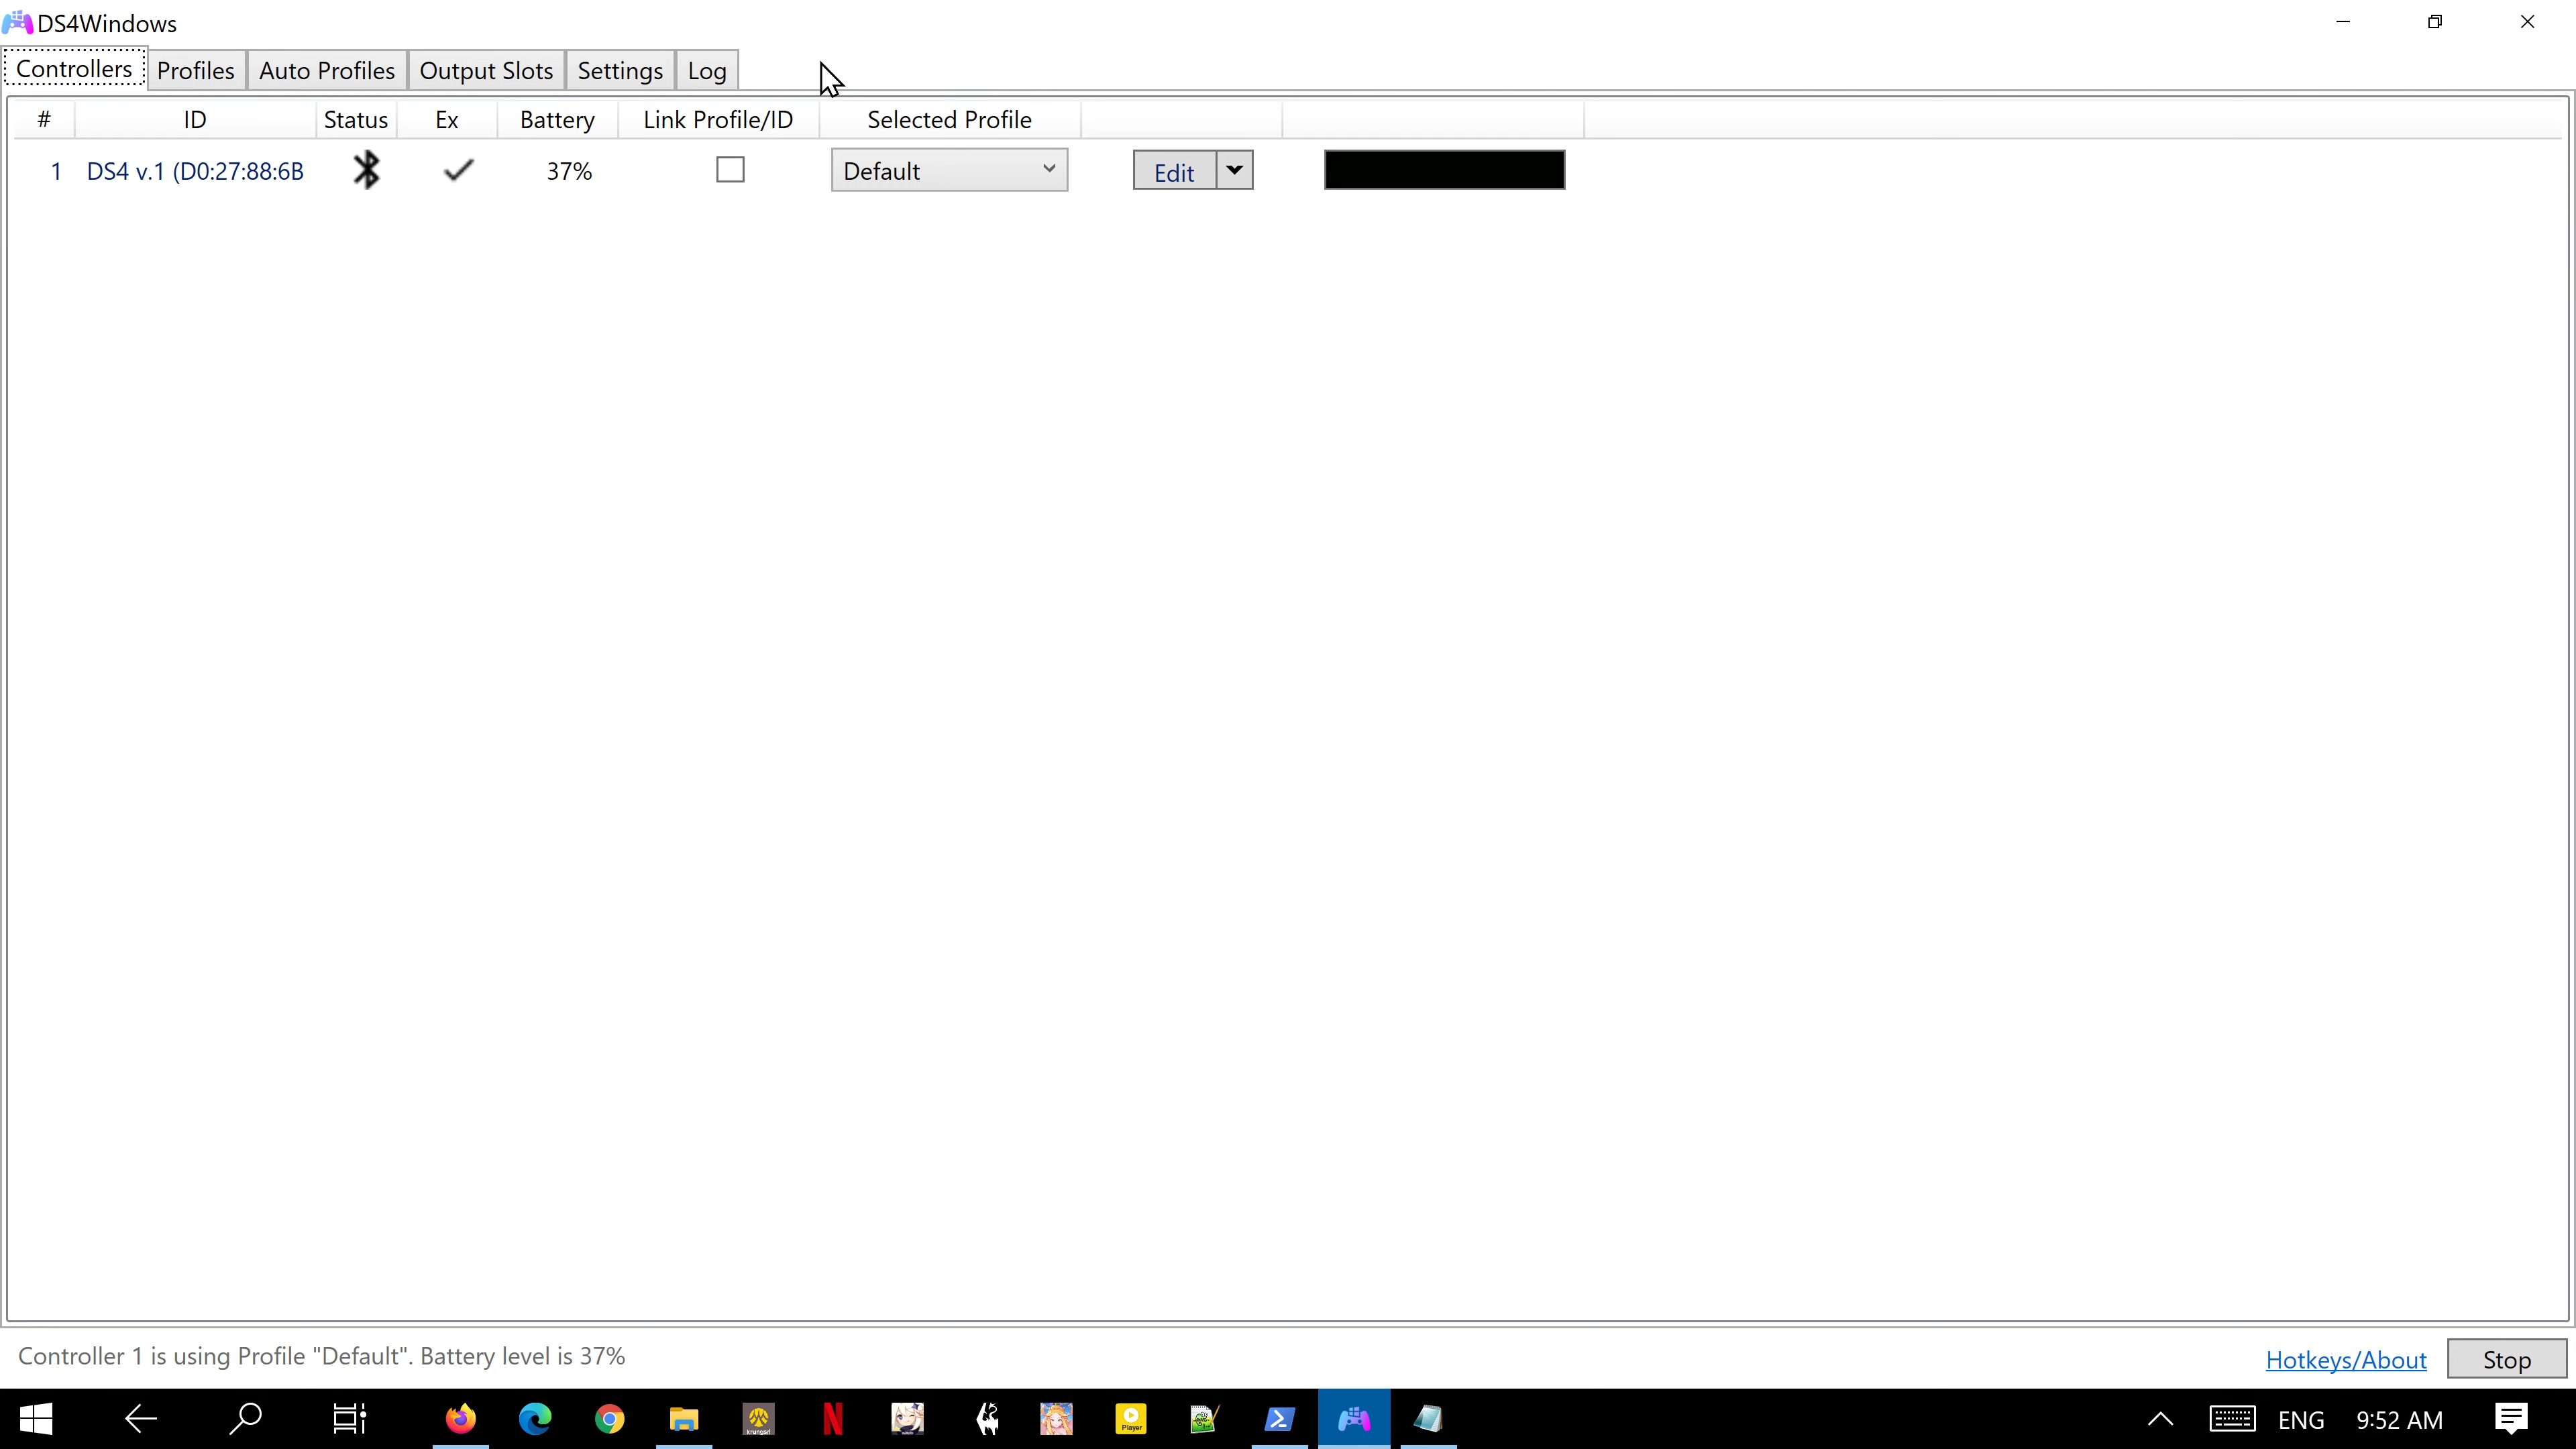 DS4Windows
Controllers Profiles Auto Profiles Output Slots Settings Log
# ID Status Ex Battery Link Profile/ID Selected Profile
1 DS4 v.1 (D0:27:88:6B 37% Default Edit
Controller 1 is using Profile "Default". Battery level is 37% Hotkeys/About Stop
krungsri Player ENG 9:52 AM